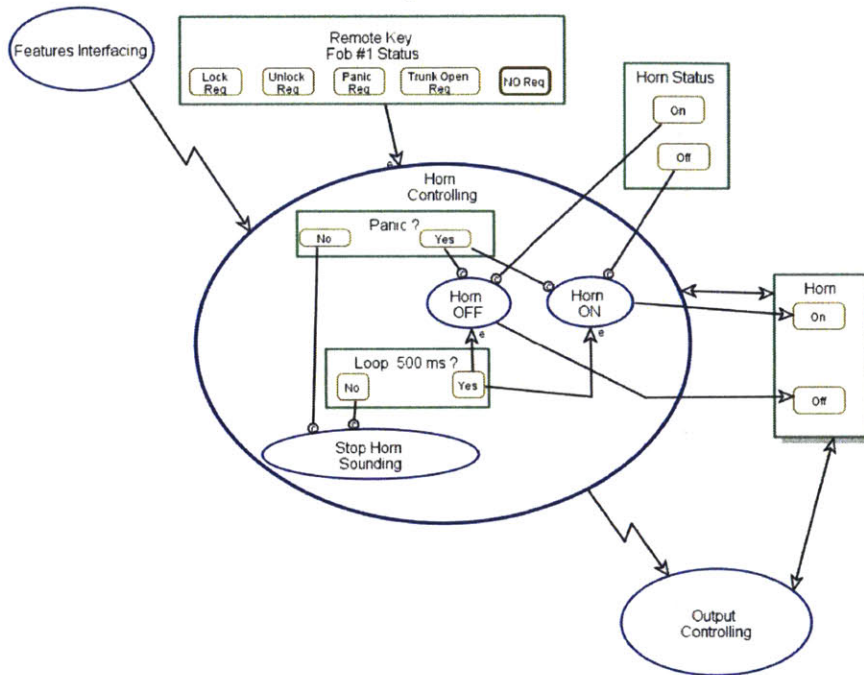 Features Interfacing
Remote Key
Fob #1 Status
Lock
Req
Unlock
Req
Panic
Req
Trunk Open
Req
NO Req
Horn Status
On
Off
e
Horn
Controlling
Panic ?
No
Yes
c
c
c
c
Horn
OFF
Horn
ON
e
e
Loop 500 ms ?
No
Yes
c
c
Stop Horn
Sounding
Horn
On
Off
Output
Controlling